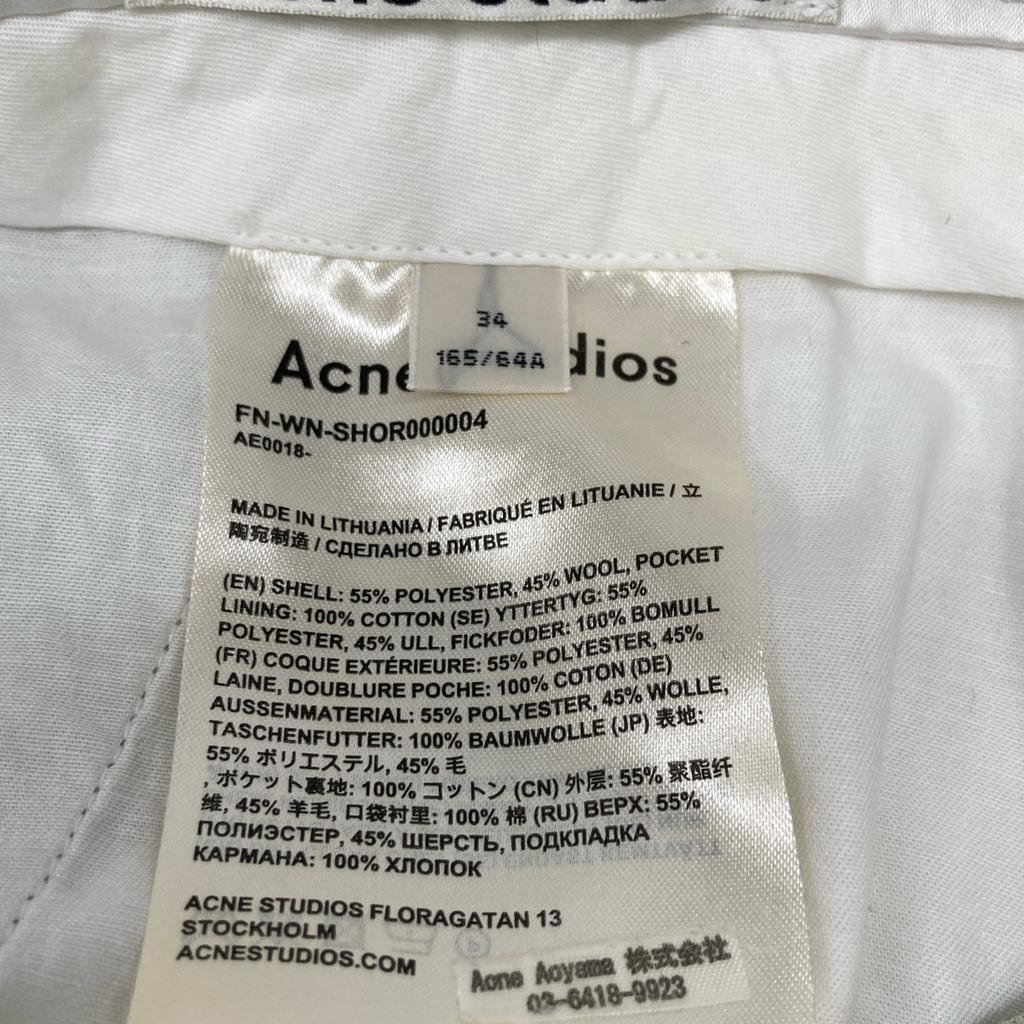 34
165/64A
Acne dios
FN-WN-SHOR000004
AE0018-
MADE IN LITHUANIA / FABRIQUÉ EN LITUANIE / 立
陶宛制造 / СДЕЛАНО В ЛИТВЕ
(EN) SHELL: 55% POLYESTER, 45% WOOL, POCKET
LINING: 100% COTTON (SE) YTTERTYG: 55%
POLYESTER, 45% ULL, FICKFODER: 100% BOMULL
(FR) COQUE EXTÉRIEURE: 55% POLYESTER, 45%
LAINE, DOUBLURE POCHE: 100% COTON (DE)
AUSSENMATERIAL: 55% POLYESTER, 45% WOLLE,
TASCHENFUTTER: 100% BAUMWOLLE (JP) 表地:
55% ポリエステル, 45% 毛
, ポケット裏地: 100% コットン (CN) 外层: 55% 聚酯纤
维, 45% 羊毛, 口袋衬里: 100% 棉 (RU) ВЕРХ: 55%
ПОЛИЭСТЕР, 45% ШЕРСТЬ, ПОДКЛАДКА
КАРМАНА: 100% ХЛОПОК
ACNE STUDIOS FLORAGATAN 13
STOCKHOLM
ACNESTUDIOS.COM
Acne Aoyama 株式会社
03-6418-9923